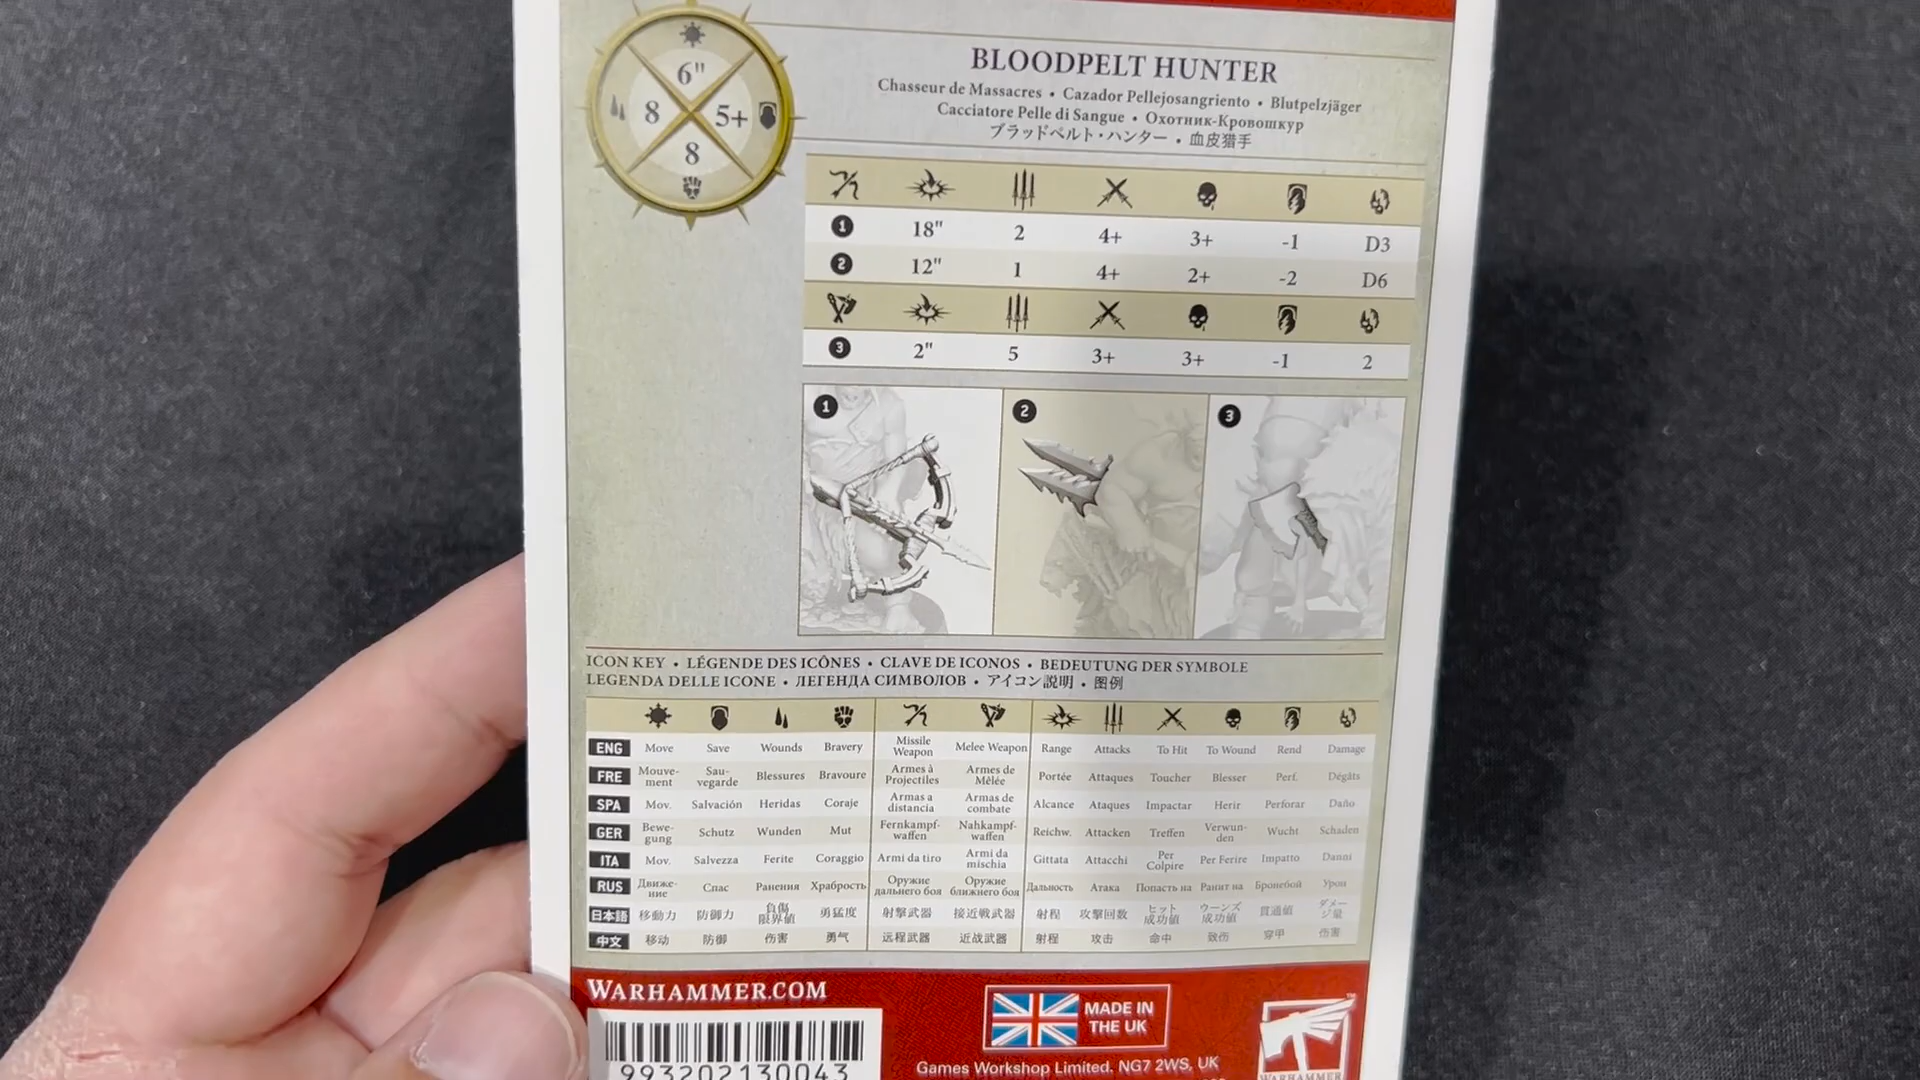 6"
8
5+
8
BLOODPELT HUNTER
Chasseur de Massacres • Cazador Pellejosangriento • Blutpelzjäger
Cacciatore Pelle di Sangue • Охотник-Кровошкур
ブラッドペルト・ハンター • 血皮猎手
1 18" 2 4+ 3+ -1 D3
2 12" 1 4+ 2+ -2 D6
3 2" 5 3+ 3+ -1 2
1 2 3
ICON KEY • LÉGENDE DES ICÔNES • CLAVE DE ICONOS • BEDEUTUNG DER SYMBOLE
LEGENDA DELLE ICONE • ЛЕГЕНДА СИМВОЛОВ • アイコン説明 • 图例
ENG Move Save Wounds Bravery Missile Weapon Melee Weapon Range Attacks To Hit To Wound Rend Damage
FRE Mouve-ment Sau-vegarde Blessures Bravoure Armes à Projectiles Armes de Mêlée Portée Attaques Toucher Blesser Perf. Dégâts
SPA Mov. Salvación Heridas Coraje Armas a distancia Armas de combate Alcance Ataques Impactar Herir Perforar Daño
GER Bewe-gung Schutz Wunden Mut Fernkampf-waffen Nahkampf-waffen Reichw. Attacken Treffen Verwun-den Wucht Schaden
ITA Mov. Salvezza Ferite Coraggio Armi da tiro Armi da mischia Gittata Attacchi Per Colpire Per Ferire Impatto Danni
RUS Движе-ние Спас Ранения Храбрость Оружие дальнего боя Оружие ближнего боя Дальность Атака Попасть на Ранит на Бронебой Урон
日本語 移動力 防御力 負傷限界値 勇猛度 射撃武器 接近戦武器 射程 攻撃回数 ヒット成功値 ウーンズ成功値 貫通値 ダメージ量
中文 移动 防御 伤害 勇气 远程武器 近战武器 射程 攻击 命中 致伤 穿甲 伤害
WARHAMMER.COM
MADE IN
THE UK
993202130043
Games Workshop Limited. NG7 2WS, UK
WARHAMMER